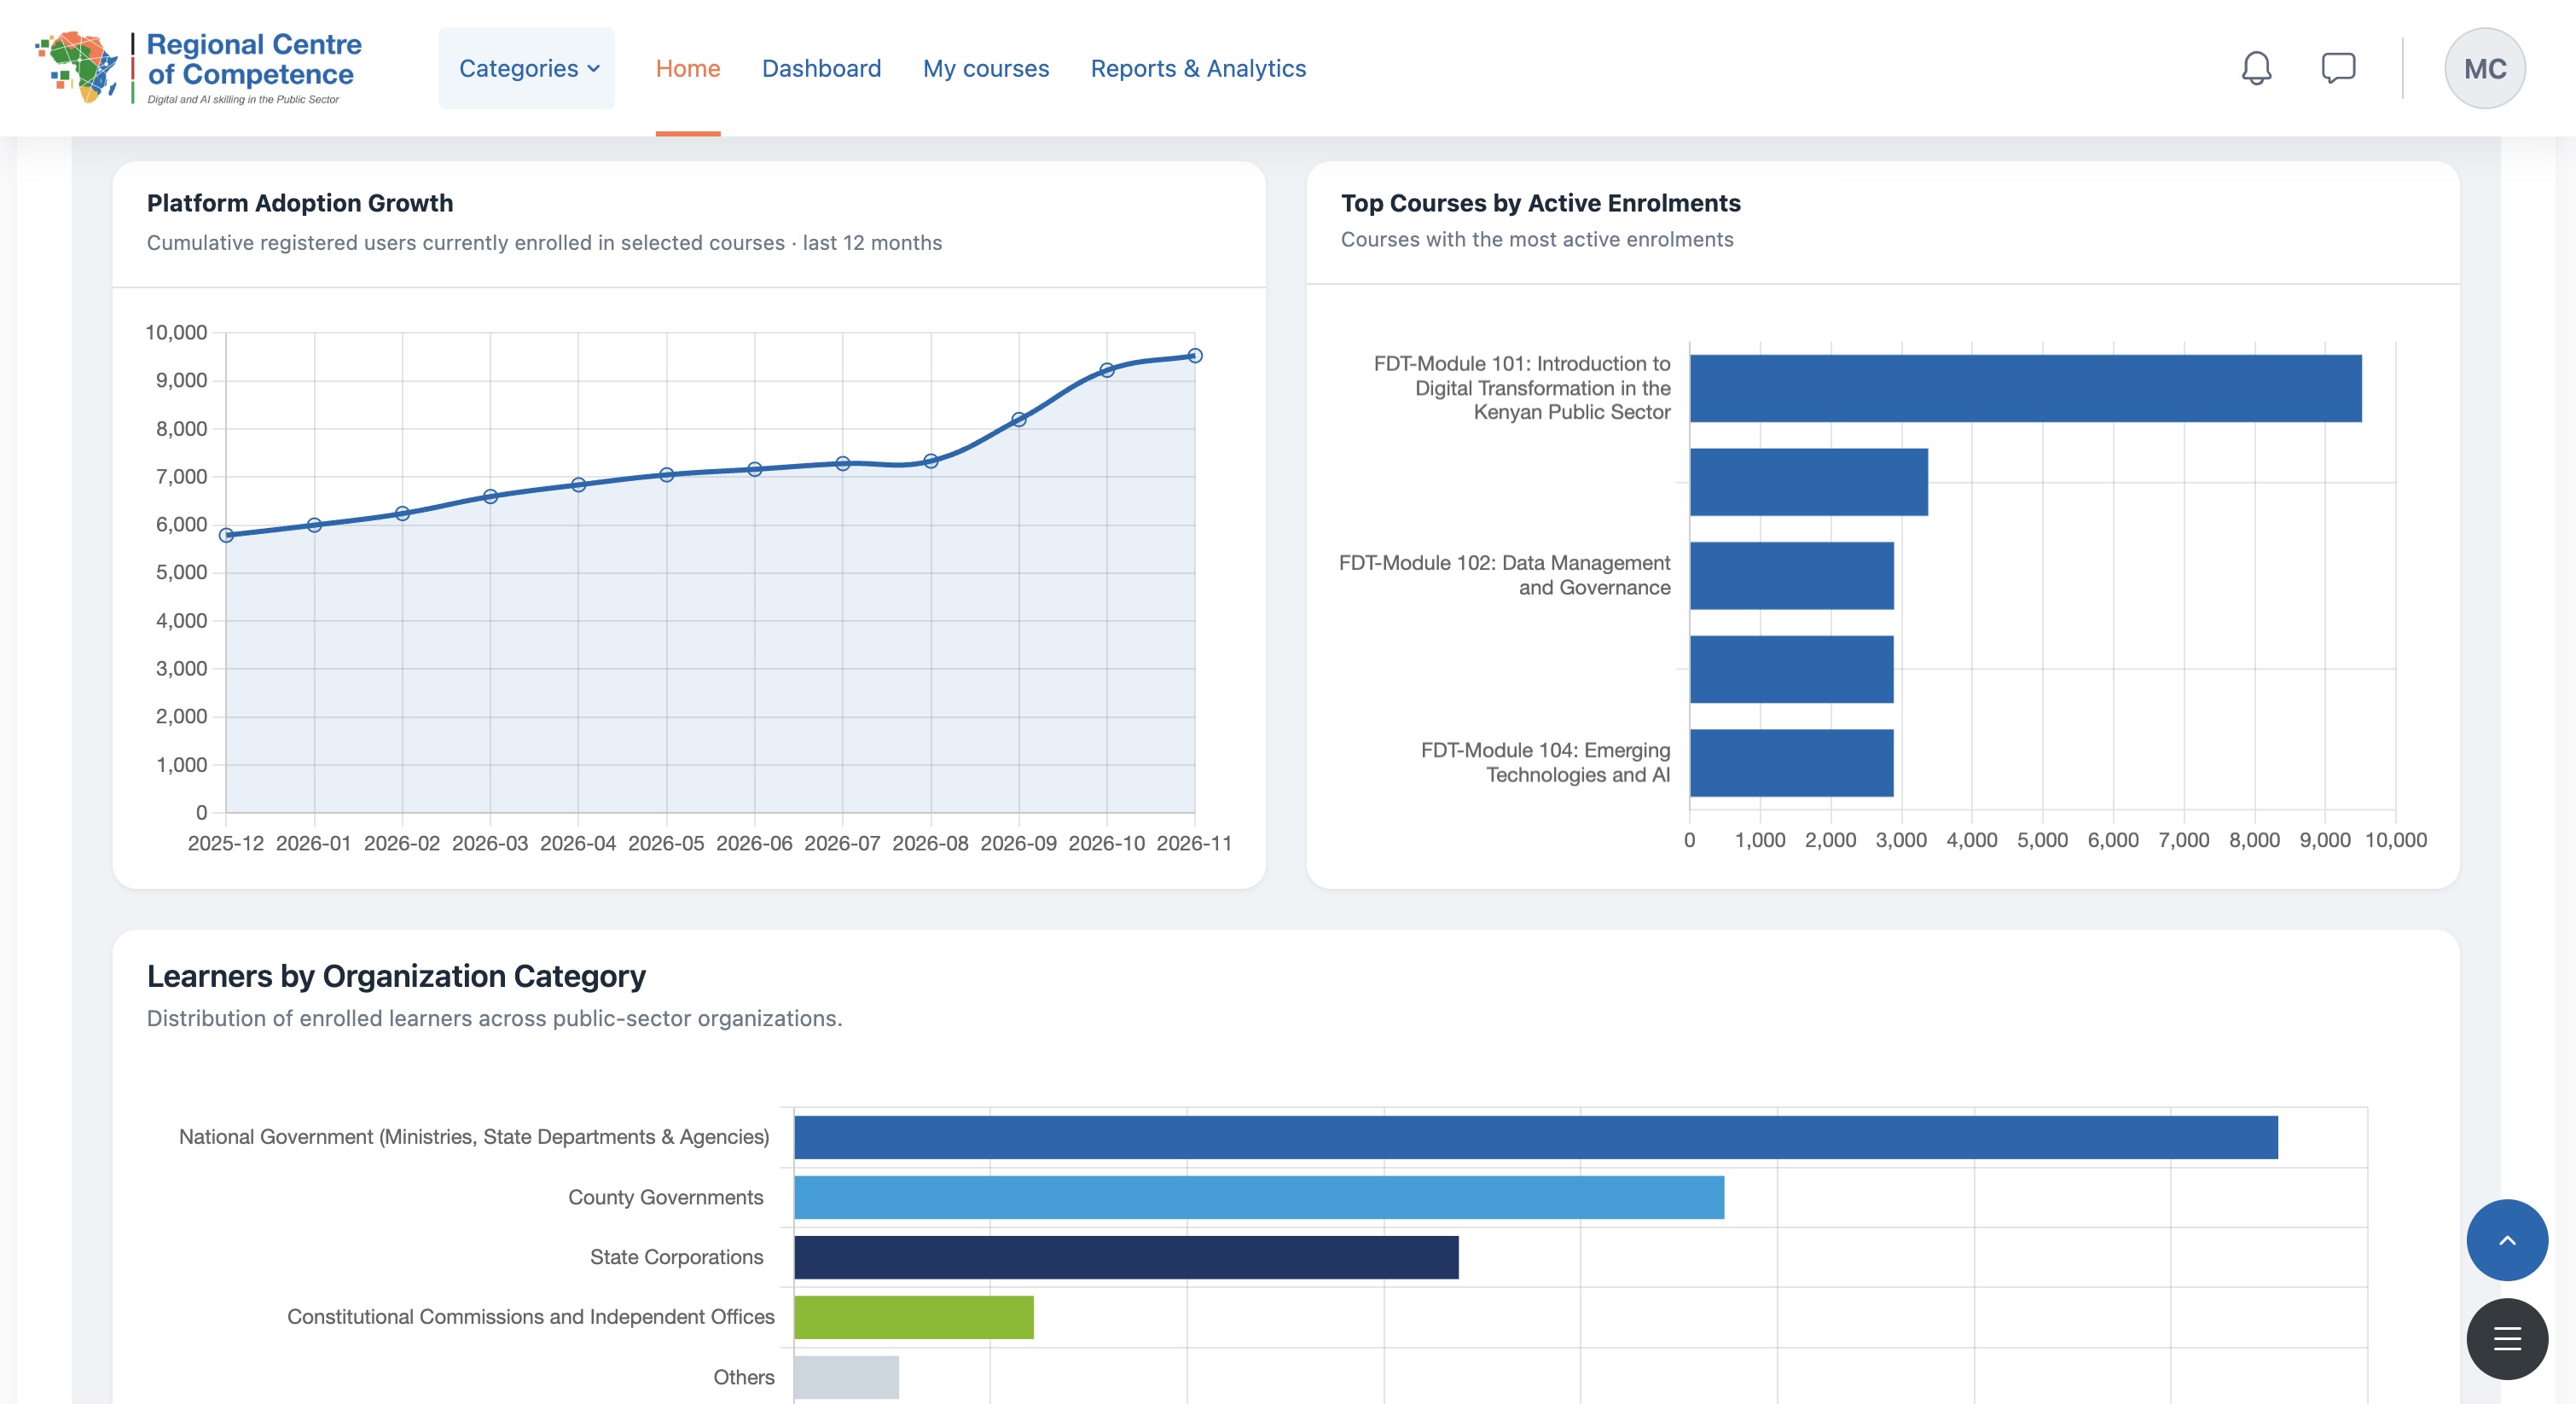 Regional Centre
of Competence
Digital and AI skilling in the Public Sector
Categories
Home
Dashboard
My courses
Reports & Analytics
MC
Platform Adoption Growth
Cumulative registered users currently enrolled in selected courses · last 12 months
10,000
9,000
8,000
7,000
6,000
5,000
4,000
3,000
2,000
1,000
0
2025-12 2026-01 2026-02 2026-03 2026-04 2026-05 2026-06 2026-07 2026-08 2026-09 2026-10 2026-11
Top Courses by Active Enrolments
Courses with the most active enrolments
FDT-Module 101: Introduction to
Digital Transformation in the
Kenyan Public Sector
FDT-Module 102: Data Management
and Governance
FDT-Module 104: Emerging
Technologies and AI
0 1,000 2,000 3,000 4,000 5,000 6,000 7,000 8,000 9,000 10,000
Learners by Organization Category
Distribution of enrolled learners across public-sector organizations.
National Government (Ministries, State Departments & Agencies)
County Governments
State Corporations
Constitutional Commissions and Independent Offices
Others